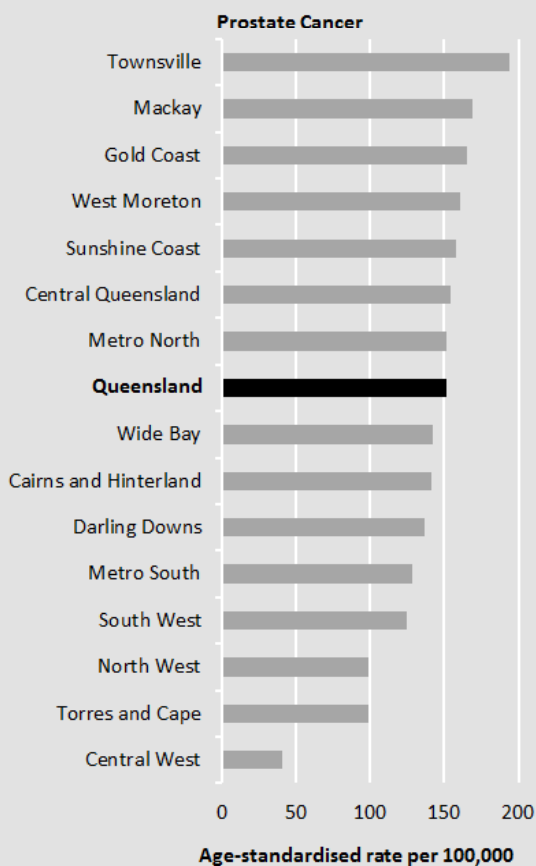 Prostate Cancer
Townsville
Mackay
Gold Coast
West Moreton
Sunshine Coast
Central Queensland
Metro North
Queensland
Wide Bay
Cairns and Hinterland
Darling Downs
Metro South
South West
North West
Torres and Cape
Central West
0 50 100 150 200
Age-standardised rate per 100,000